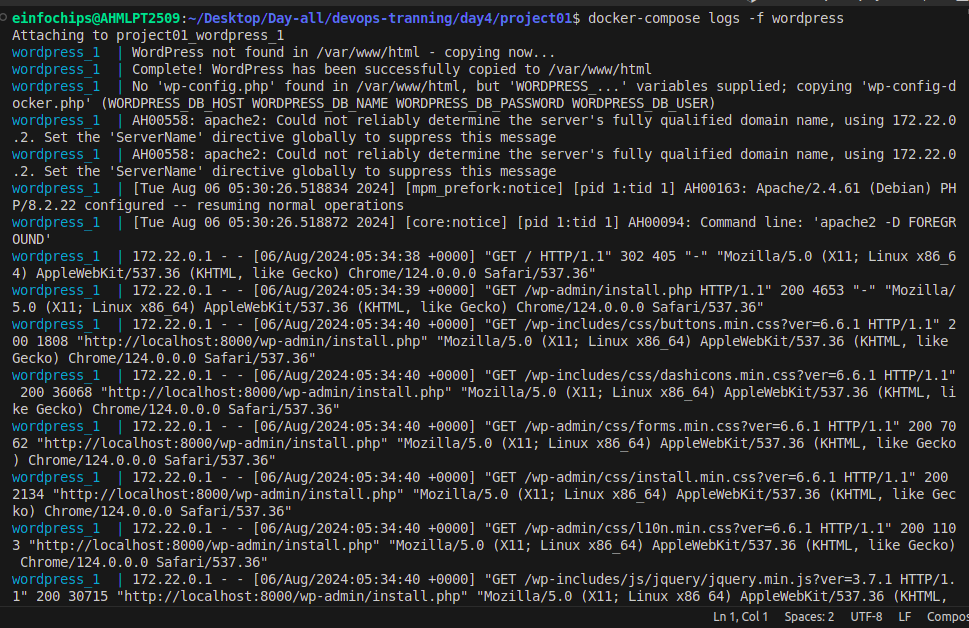 einfochips@AHMLPT2509:~/Desktop/Day-all/devops-tranning/day4/project01$ docker-compose logs -f wordpress
Attaching to project01_wordpress_1
wordpress_1  | WordPress not found in /var/www/html - copying now...
wordpress_1  | Complete! WordPress has been successfully copied to /var/www/html
wordpress_1  | No 'wp-config.php' found in /var/www/html, but 'WORDPRESS_...' variables supplied; copying 'wp-config-d
ocker.php' (WORDPRESS_DB_HOST WORDPRESS_DB_NAME WORDPRESS_DB_PASSWORD WORDPRESS_DB_USER)
wordpress_1  | AH00558: apache2: Could not reliably determine the server's fully qualified domain name, using 172.22.0
.2. Set the 'ServerName' directive globally to suppress this message
wordpress_1  | AH00558: apache2: Could not reliably determine the server's fully qualified domain name, using 172.22.0
.2. Set the 'ServerName' directive globally to suppress this message
wordpress_1  | [Tue Aug 06 05:30:26.518834 2024] [mpm_prefork:notice] [pid 1:tid 1] AH00163: Apache/2.4.61 (Debian) PH
P/8.2.22 configured -- resuming normal operations
wordpress_1  | [Tue Aug 06 05:30:26.518872 2024] [core:notice] [pid 1:tid 1] AH00094: Command line: 'apache2 -D FOREGR
OUND'
wordpress_1  | 172.22.0.1 - - [06/Aug/2024:05:34:38 +0000] "GET / HTTP/1.1" 302 405 "-" "Mozilla/5.0 (X11; Linux x86_6
4) AppleWebKit/537.36 (KHTML, like Gecko) Chrome/124.0.0.0 Safari/537.36"
wordpress_1  | 172.22.0.1 - - [06/Aug/2024:05:34:39 +0000] "GET /wp-admin/install.php HTTP/1.1" 200 4653 "-" "Mozilla/
5.0 (X11; Linux x86_64) AppleWebKit/537.36 (KHTML, like Gecko) Chrome/124.0.0.0 Safari/537.36"
wordpress_1  | 172.22.0.1 - - [06/Aug/2024:05:34:40 +0000] "GET /wp-includes/css/buttons.min.css?ver=6.6.1 HTTP/1.1" 2
00 1808 "http://localhost:8000/wp-admin/install.php" "Mozilla/5.0 (X11; Linux x86_64) AppleWebKit/537.36 (KHTML, like
Gecko) Chrome/124.0.0.0 Safari/537.36"
wordpress_1  | 172.22.0.1 - - [06/Aug/2024:05:34:40 +0000] "GET /wp-includes/css/dashicons.min.css?ver=6.6.1 HTTP/1.1"
 200 36068 "http://localhost:8000/wp-admin/install.php" "Mozilla/5.0 (X11; Linux x86_64) AppleWebKit/537.36 (KHTML, li
ke Gecko) Chrome/124.0.0.0 Safari/537.36"
wordpress_1  | 172.22.0.1 - - [06/Aug/2024:05:34:40 +0000] "GET /wp-admin/css/forms.min.css?ver=6.6.1 HTTP/1.1" 200 70
62 "http://localhost:8000/wp-admin/install.php" "Mozilla/5.0 (X11; Linux x86_64) AppleWebKit/537.36 (KHTML, like Gecko
) Chrome/124.0.0.0 Safari/537.36"
wordpress_1  | 172.22.0.1 - - [06/Aug/2024:05:34:40 +0000] "GET /wp-admin/css/install.min.css?ver=6.6.1 HTTP/1.1" 200
2134 "http://localhost:8000/wp-admin/install.php" "Mozilla/5.0 (X11; Linux x86_64) AppleWebKit/537.36 (KHTML, like Gec
ko) Chrome/124.0.0.0 Safari/537.36"
wordpress_1  | 172.22.0.1 - - [06/Aug/2024:05:34:40 +0000] "GET /wp-admin/css/l10n.min.css?ver=6.6.1 HTTP/1.1" 200 110
3 "http://localhost:8000/wp-admin/install.php" "Mozilla/5.0 (X11; Linux x86_64) AppleWebKit/537.36 (KHTML, like Gecko)
 Chrome/124.0.0.0 Safari/537.36"
wordpress_1  | 172.22.0.1 - - [06/Aug/2024:05:34:40 +0000] "GET /wp-includes/js/jquery/jquery.min.js?ver=3.7.1 HTTP/1.
1" 200 30715 "http://localhost:8000/wp-admin/install.php" "Mozilla/5.0 (X11; Linux x86_64) AppleWebKit/537.36 (KHTML,
Ln 1, Col 1 Spaces: 2 UTF-8 LF Compos